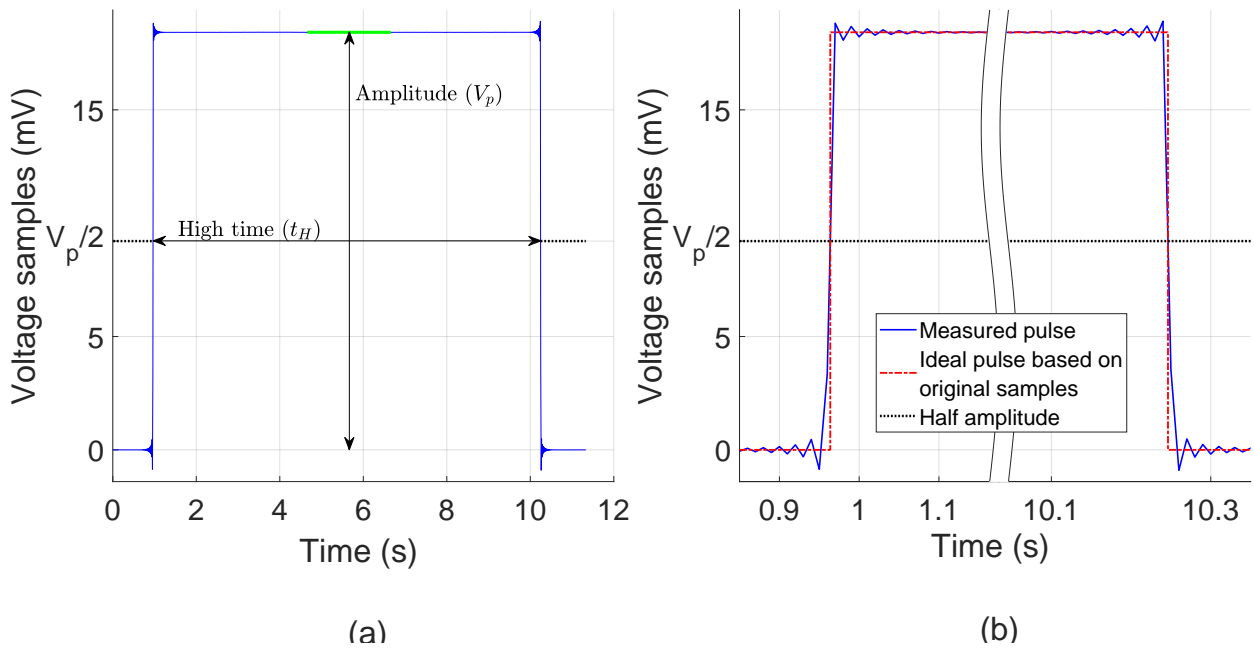 Voltage samples (mV)
15
V_p/2
5
0
Amplitude (V_p)
High time (t_H)
0 2 4 6 8 10 12
Time (s)
(a)
Voltage samples (mV)
15
V_p/2
5
0
Measured pulse
Ideal pulse based on
original samples
Half amplitude
0.9 1 1.1 10.1 10.3
Time (s)
(b)